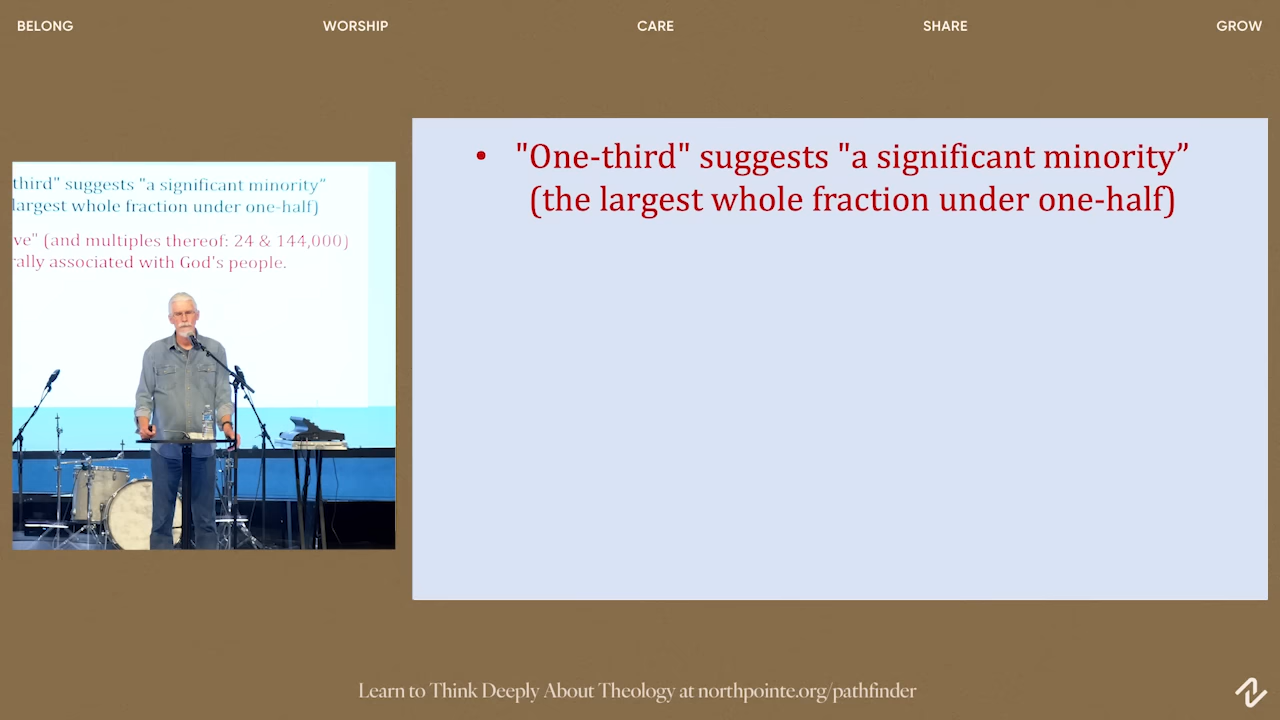 BELONG
WORSHIP
CARE
SHARE
GROW
third" suggests "a significant minority”
largest whole fraction under one-half)
ve" (and multiples thereof: 24 & 144,000)
rally associated with God's people.
• "One-third" suggests "a significant minority”
(the largest whole fraction under one-half)
Learn to Think Deeply About Theology at northpointe.org/pathfinder